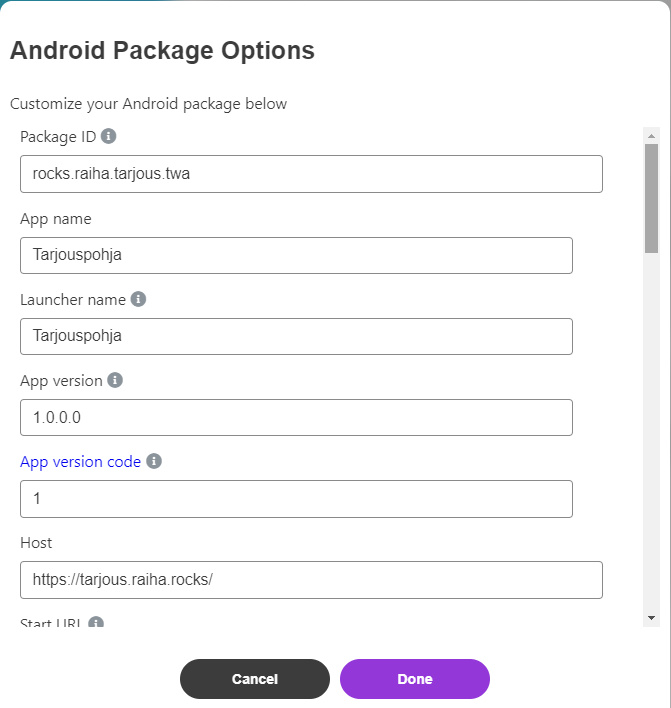 Android Package Options
Customize your Android package below
Package ID
rocks.raiha.tarjous.twa
App name
Tarjouspohja
Launcher name
Tarjouspohja
App version
1.0.0.0
App version code
1
Host
https://tarjous.raiha.rocks/
Start URL
Cancel Done